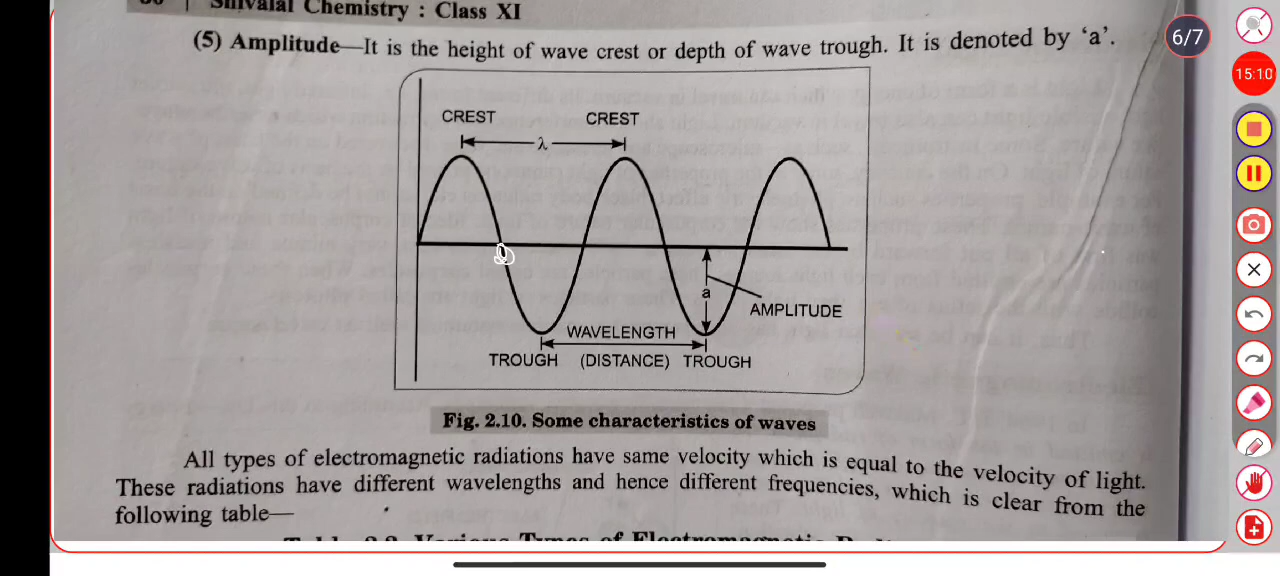 Shivalal Chemistry : Class XI
(5) Amplitude—It is the height of wave crest or depth of wave trough. It is denoted by ‘a’.
6/7
15:10
CREST CREST
λ
a
AMPLITUDE
WAVELENGTH
TROUGH (DISTANCE) TROUGH
Fig. 2.10. Some characteristics of waves
All types of electromagnetic radiations have same velocity which is equal to the velocity of light.
These radiations have different wavelengths and hence different frequencies, which is clear from the
following table—